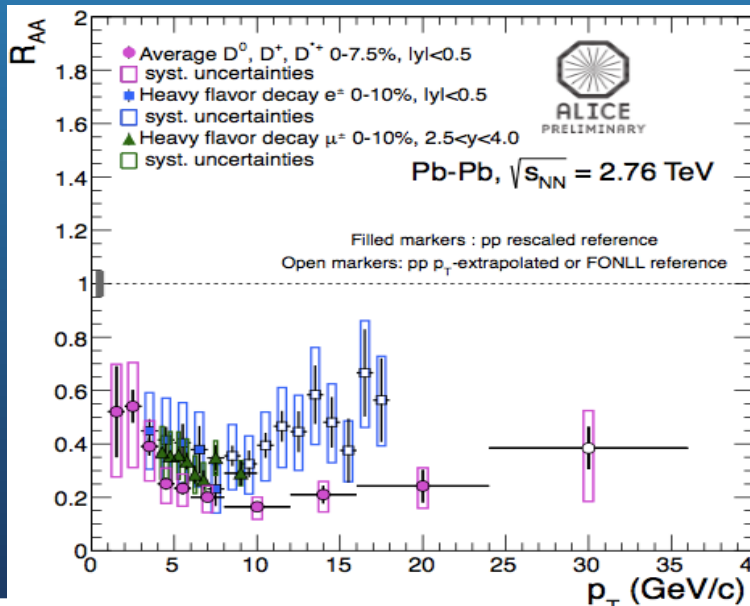 R_AA
2
1.8
1.6
1.4
1.2
1
0.8
0.6
0.4
0.2
0
Average D⁰, D⁺, D*⁺ 0-7.5%, |y|<0.5
syst. uncertainties
Heavy flavor decay e± 0-10%, |y|<0.5
syst. uncertainties
Heavy flavor decay μ± 0-10%, 2.5<y<4.0
syst. uncertainties
ALICE
PRELIMINARY
Pb-Pb, √s_NN = 2.76 TeV
Filled markers : pp rescaled reference
Open markers: pp p_T-extrapolated or FONLL reference
0 5 10 15 20 25 30 35 40
p_T (GeV/c)